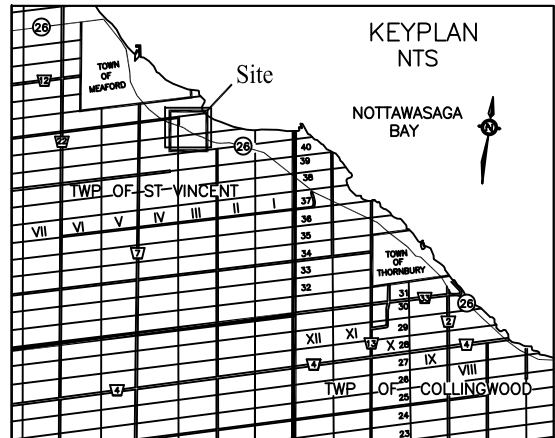 KEYPLAN
NTS
26
12
TOWN
OF
MEAFORD
Site
NOTTAWASAGA
BAY
N
22
26
40
39
38
37
36
35
34
33
32
TWP OF ST-VINCENT
VII VI V IV III II I
7
TOWN
OF
THORNBURY
31
30
29
28
27
26
25
24
23
33
26
2
XII XI X IX VIII
13
4
4
4
TWP OF COLLINGWOOD